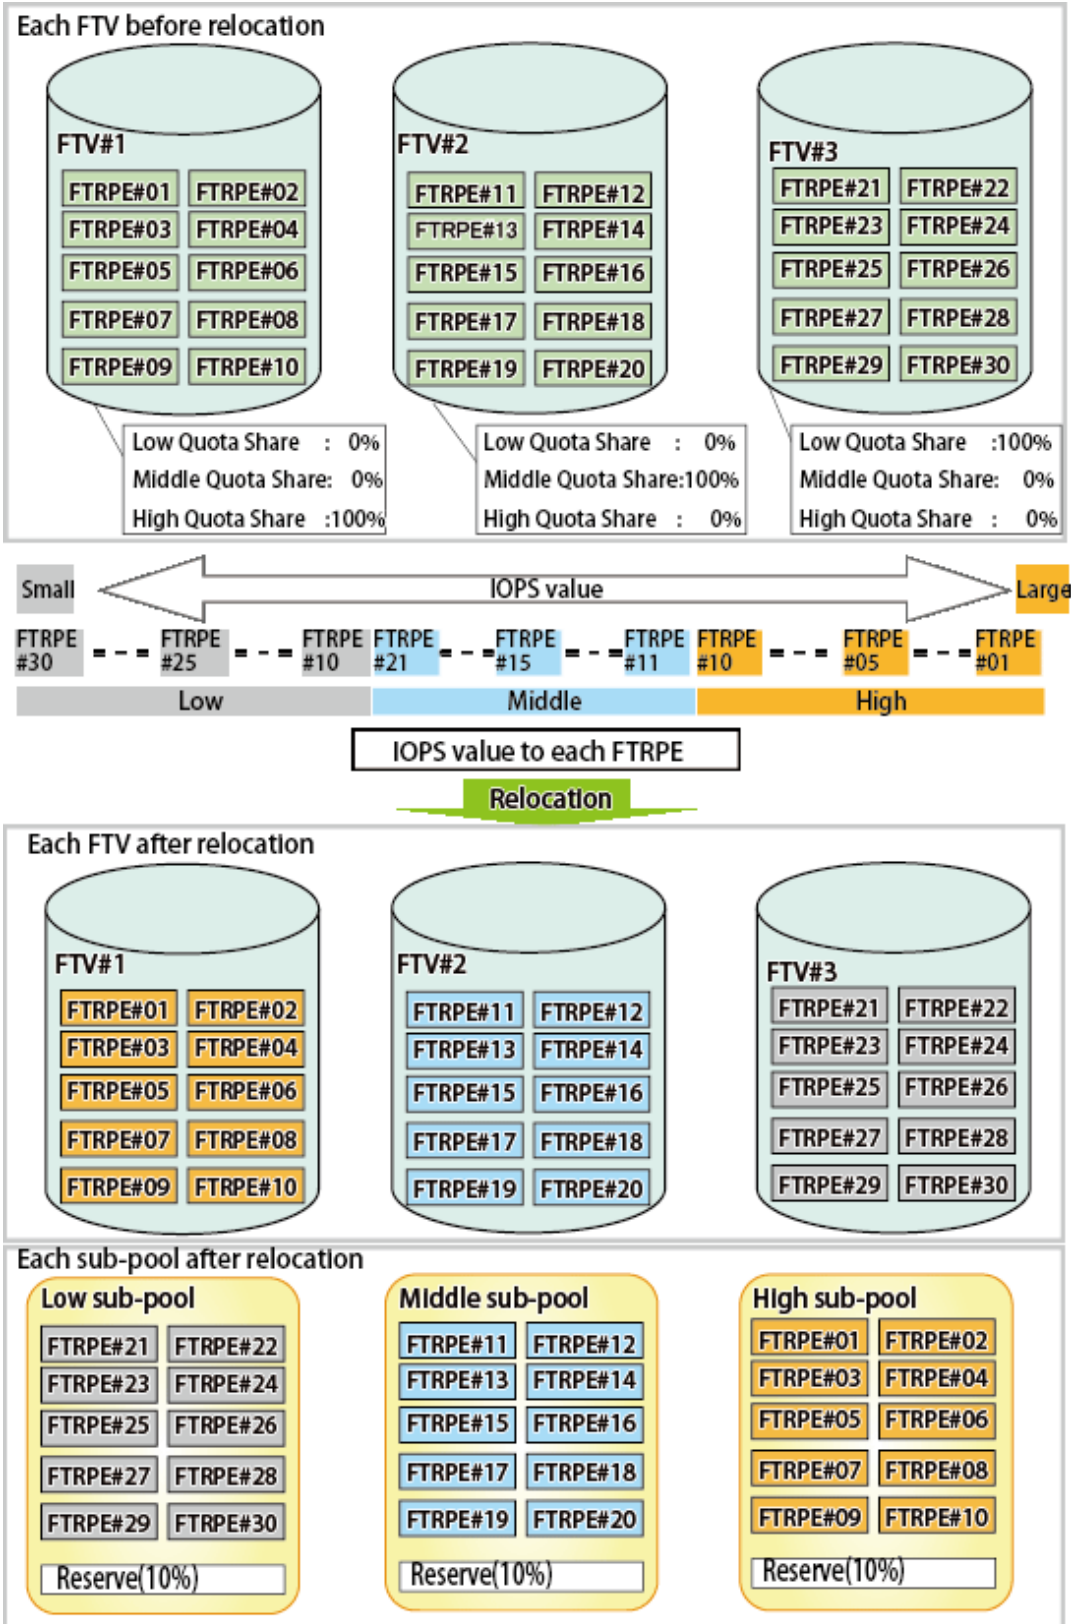 Each FTV before relocation
FTV#1
FTRPE#01 FTRPE#02
FTRPE#03 FTRPE#04
FTRPE#05 FTRPE#06
FTRPE#07 FTRPE#08
FTRPE#09 FTRPE#10
Low Quota Share : 0%
Middle Quota Share: 0%
High Quota Share :100%
FTV#2
FTRPE#11 FTRPE#12
FTRPE#13 FTRPE#14
FTRPE#15 FTRPE#16
FTRPE#17 FTRPE#18
FTRPE#19 FTRPE#20
Low Quota Share : 0%
Middle Quota Share:100%
High Quota Share : 0%
FTV#3
FTRPE#21 FTRPE#22
FTRPE#23 FTRPE#24
FTRPE#25 FTRPE#26
FTRPE#27 FTRPE#28
FTRPE#29 FTRPE#30
Low Quota Share :100%
Middle Quota Share: 0%
High Quota Share : 0%
Small IOPS value Large
FTRPE #30
FTRPE #25
FTRPE #10
FTRPE #21
FTRPE #15
FTRPE #11
FTRPE #10
FTRPE #05
FTRPE #01
Low Middle High
IOPS value to each FTRPE
Relocation
Each FTV after relocation
FTV#1
FTRPE#01 FTRPE#02
FTRPE#03 FTRPE#04
FTRPE#05 FTRPE#06
FTRPE#07 FTRPE#08
FTRPE#09 FTRPE#10
FTV#2
FTRPE#11 FTRPE#12
FTRPE#13 FTRPE#14
FTRPE#15 FTRPE#16
FTRPE#17 FTRPE#18
FTRPE#19 FTRPE#20
FTV#3
FTRPE#21 FTRPE#22
FTRPE#23 FTRPE#24
FTRPE#25 FTRPE#26
FTRPE#27 FTRPE#28
FTRPE#29 FTRPE#30
Each sub-pool after relocation
Low sub-pool
FTRPE#21 FTRPE#22
FTRPE#23 FTRPE#24
FTRPE#25 FTRPE#26
FTRPE#27 FTRPE#28
FTRPE#29 FTRPE#30
Reserve(10%)
Middle sub-pool
FTRPE#11 FTRPE#12
FTRPE#13 FTRPE#14
FTRPE#15 FTRPE#16
FTRPE#17 FTRPE#18
FTRPE#19 FTRPE#20
Reserve(10%)
High sub-pool
FTRPE#01 FTRPE#02
FTRPE#03 FTRPE#04
FTRPE#05 FTRPE#06
FTRPE#07 FTRPE#08
FTRPE#09 FTRPE#10
Reserve(10%)